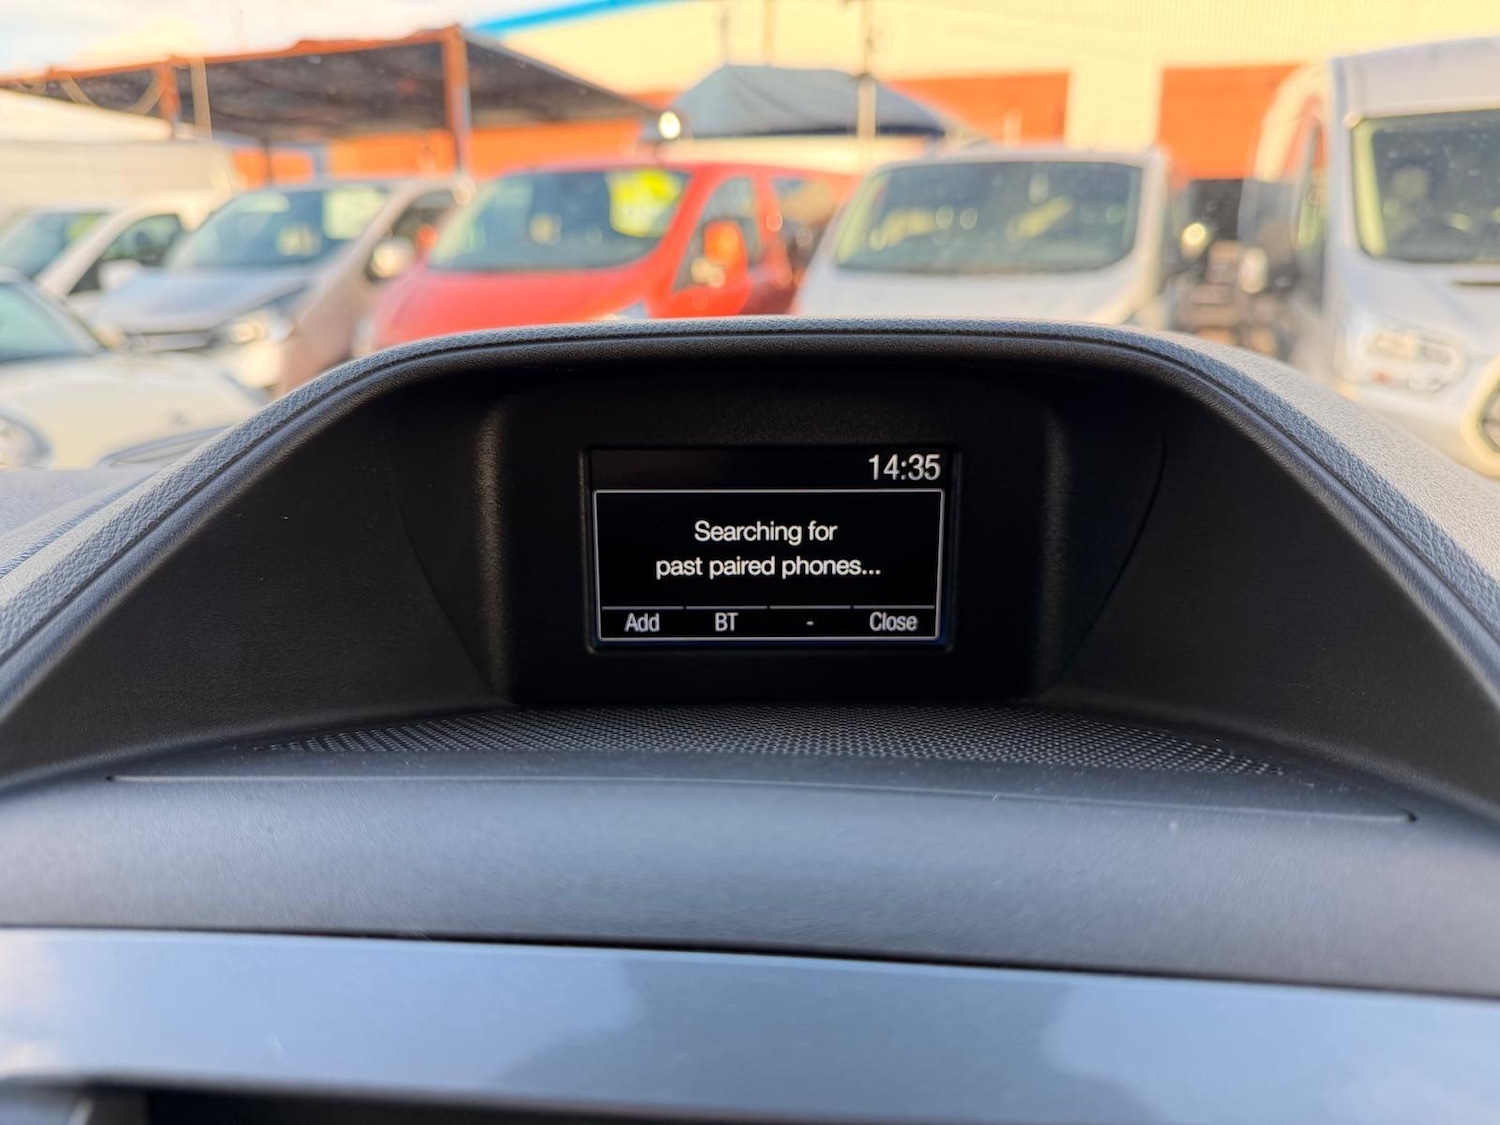 14:35
Searching for
past paired phones...
Add BT - Close